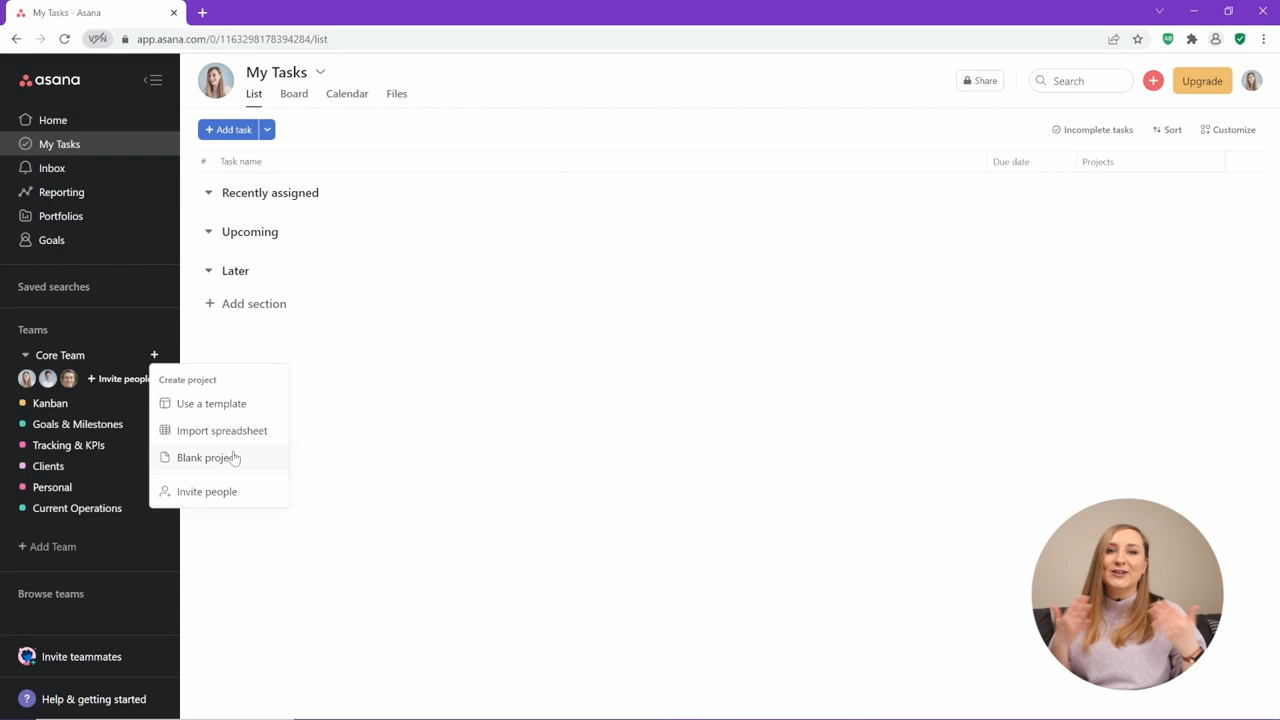 My Tasks - Asana
VPN
app.asana.com/0/1163298178394284/list
asana
Home
My Tasks
Inbox
Reporting
Portfolios
Goals
Saved searches
Teams
Core Team
Invite people
Kanban
Goals & Milestones
Tracking & KPIs
Clients
Personal
Current Operations
+ Add Team
Browse teams
Invite teammates
? Help & getting started
My Tasks
List Board Calendar Files
Share
Search
Upgrade
+ Add task
Incomplete tasks Sort Customize
# Task name Due date Projects
Recently assigned
Upcoming
Later
+ Add section
Create project
Use a template
Import spreadsheet
Blank project
Invite people